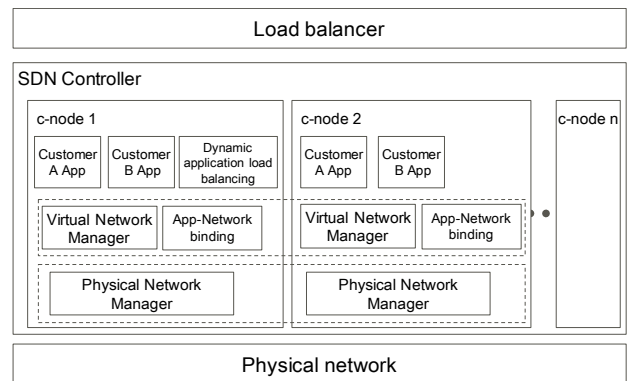 Load balancer
SDN Controller
c-node 1
Customer
A App
Customer
B App
Dynamic
application load
balancing
Virtual Network
Manager
App-Network
binding
Physical Network
Manager
c-node 2
Customer
A App
Customer
B App
Virtual Network
Manager
App-Network
binding
Physical Network
Manager
c-node n
Physical network